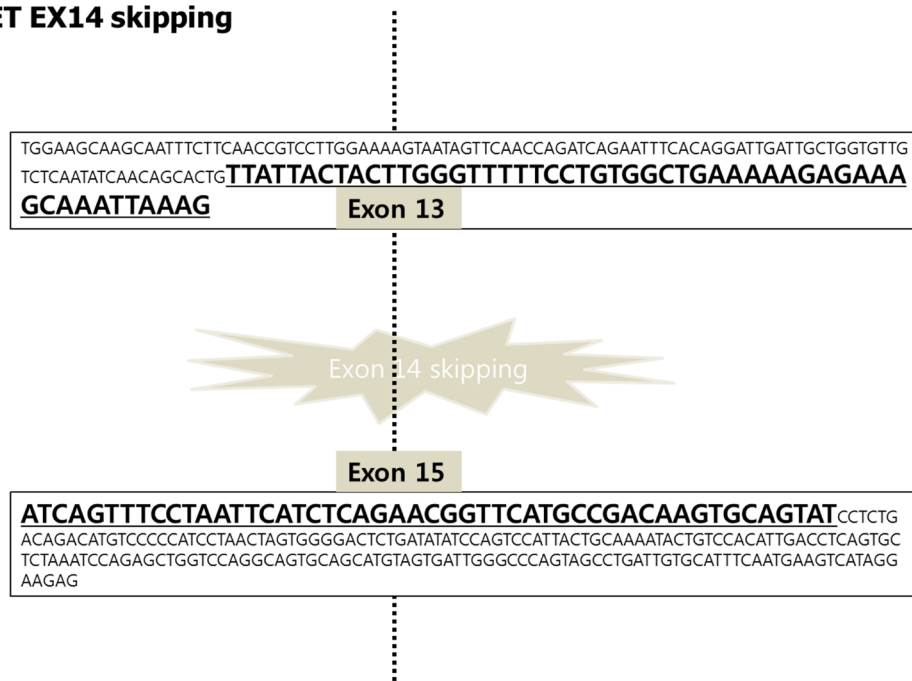 ET EX14 skipping
TGGAAGCAAGCAATTTCTTCAACCGTCCTTGGAAAAGTAATAGTTCAACCAGATCAGAATTTCACAGGATTGATTGCTGGTGTTG
TCTCAATATCAACAGCACTGTTATTACTACTTGGGTTTTTCCTGTGGCTGAAAAAGAGAAA
GCAAATTAAAG
Exon 13
Exon 14 skipping
Exon 15
ATCAGTTTCCTAATTCATCTCAGAACGGTTCATGCCGACAAGTGCAGTATCCTCTG
ACAGACATGTCCCCCATCCTAACTAGTGGGGACTCTGATATATCCAGTCCATTACTGCAAAATACTGTCCACATTGACCTCAGTGC
TCTAAATCCAGAGCTGGTCCAGGCAGTGCAGCATGTAGTGATTGGGCCCAGTAGCCTGATTGTGCATTTCAATGAAGTCATAGG
AAGAG